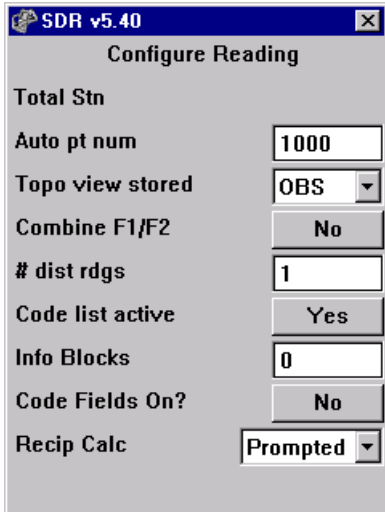 SDR v5.40
Configure Reading
Total Stn
Auto pt num 1000
Topo view stored OBS
Combine F1/F2 No
# dist rdgs 1
Code list active Yes
Info Blocks 0
Code Fields On? No
Recip Calc Prompted